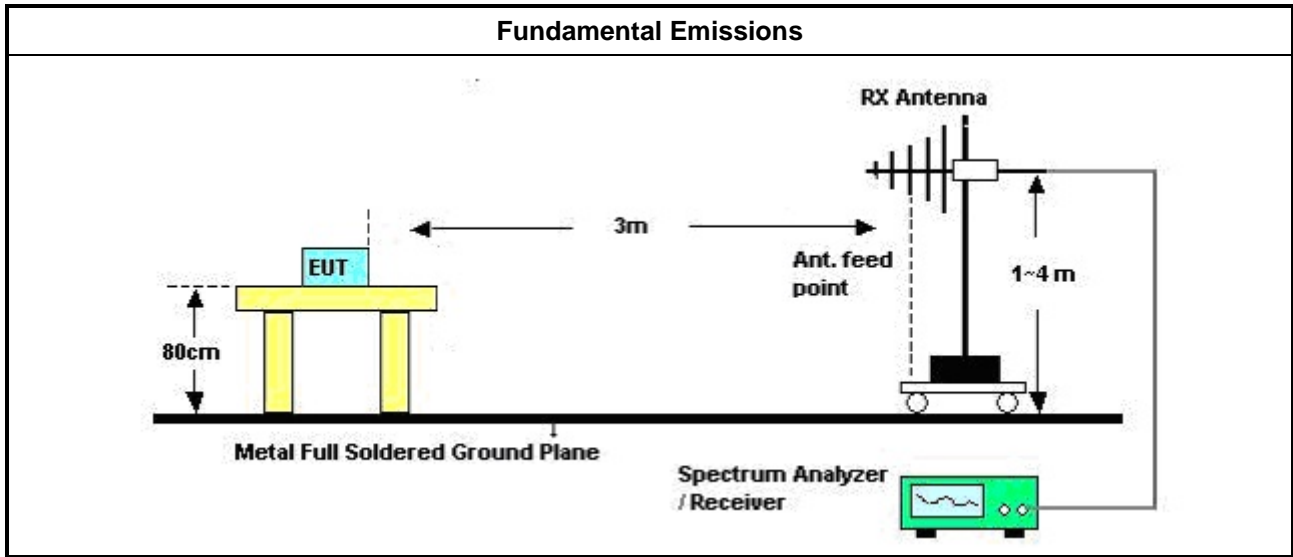 Fundamental Emissions
RX Antenna
3m
EUT
Ant. feed
point
1~4 m
80cm
Metal Full Soldered Ground Plane
Spectrum Analyzer
/ Receiver